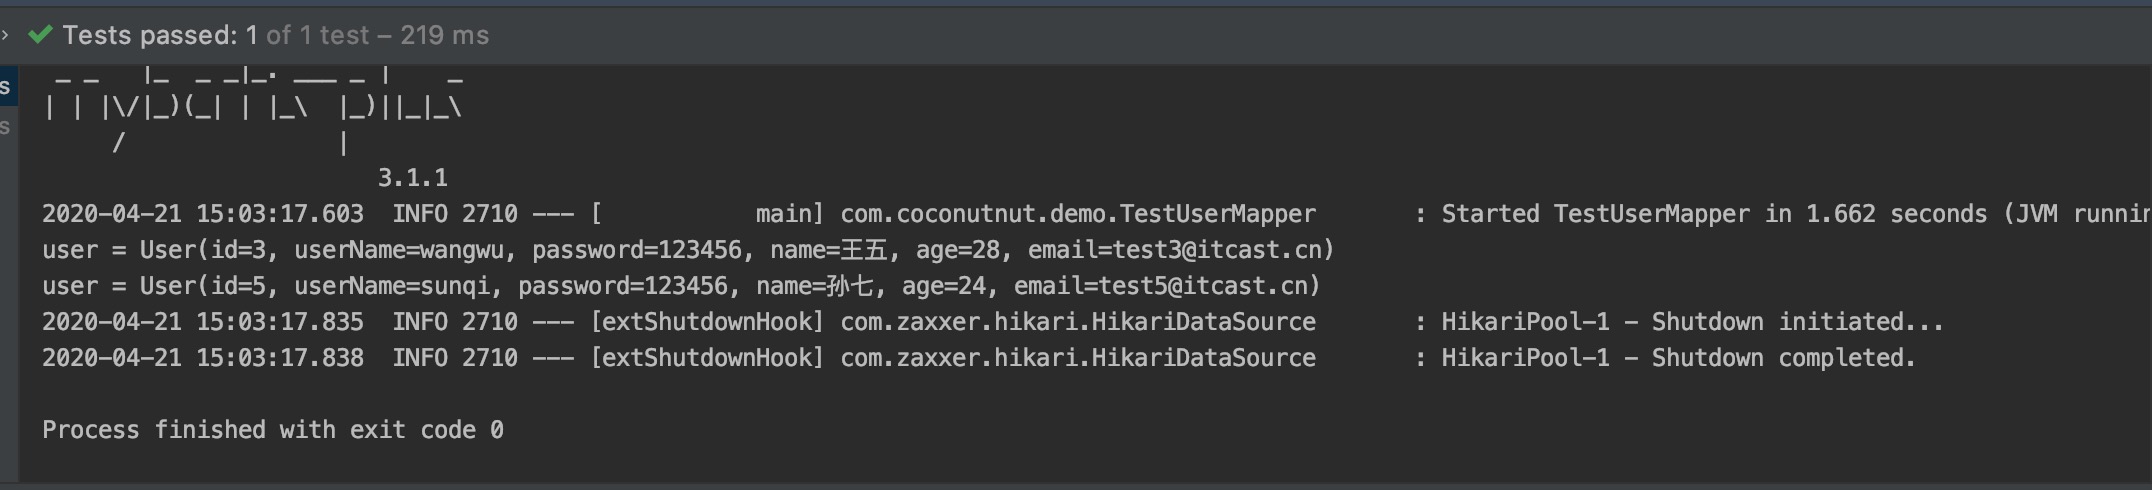 Tests passed: 1 of 1 test – 219 ms
 _ _   |_  _ _|_. ___ _ |    _
| | |\/|_)(_| | |_\  |_)||_|_\
     /               |
                        3.1.1
2020-04-21 15:03:17.603  INFO 2710 --- [           main] com.coconutnut.demo.TestUserMapper       : Started TestUserMapper in 1.662 seconds (JVM runnin
user = User(id=3, userName=wangwu, password=123456, name=王五, age=28, email=test3@itcast.cn)
user = User(id=5, userName=sunqi, password=123456, name=孙七, age=24, email=test5@itcast.cn)
2020-04-21 15:03:17.835  INFO 2710 --- [extShutdownHook] com.zaxxer.hikari.HikariDataSource       : HikariPool-1 - Shutdown initiated...
2020-04-21 15:03:17.838  INFO 2710 --- [extShutdownHook] com.zaxxer.hikari.HikariDataSource       : HikariPool-1 - Shutdown completed.
Process finished with exit code 0